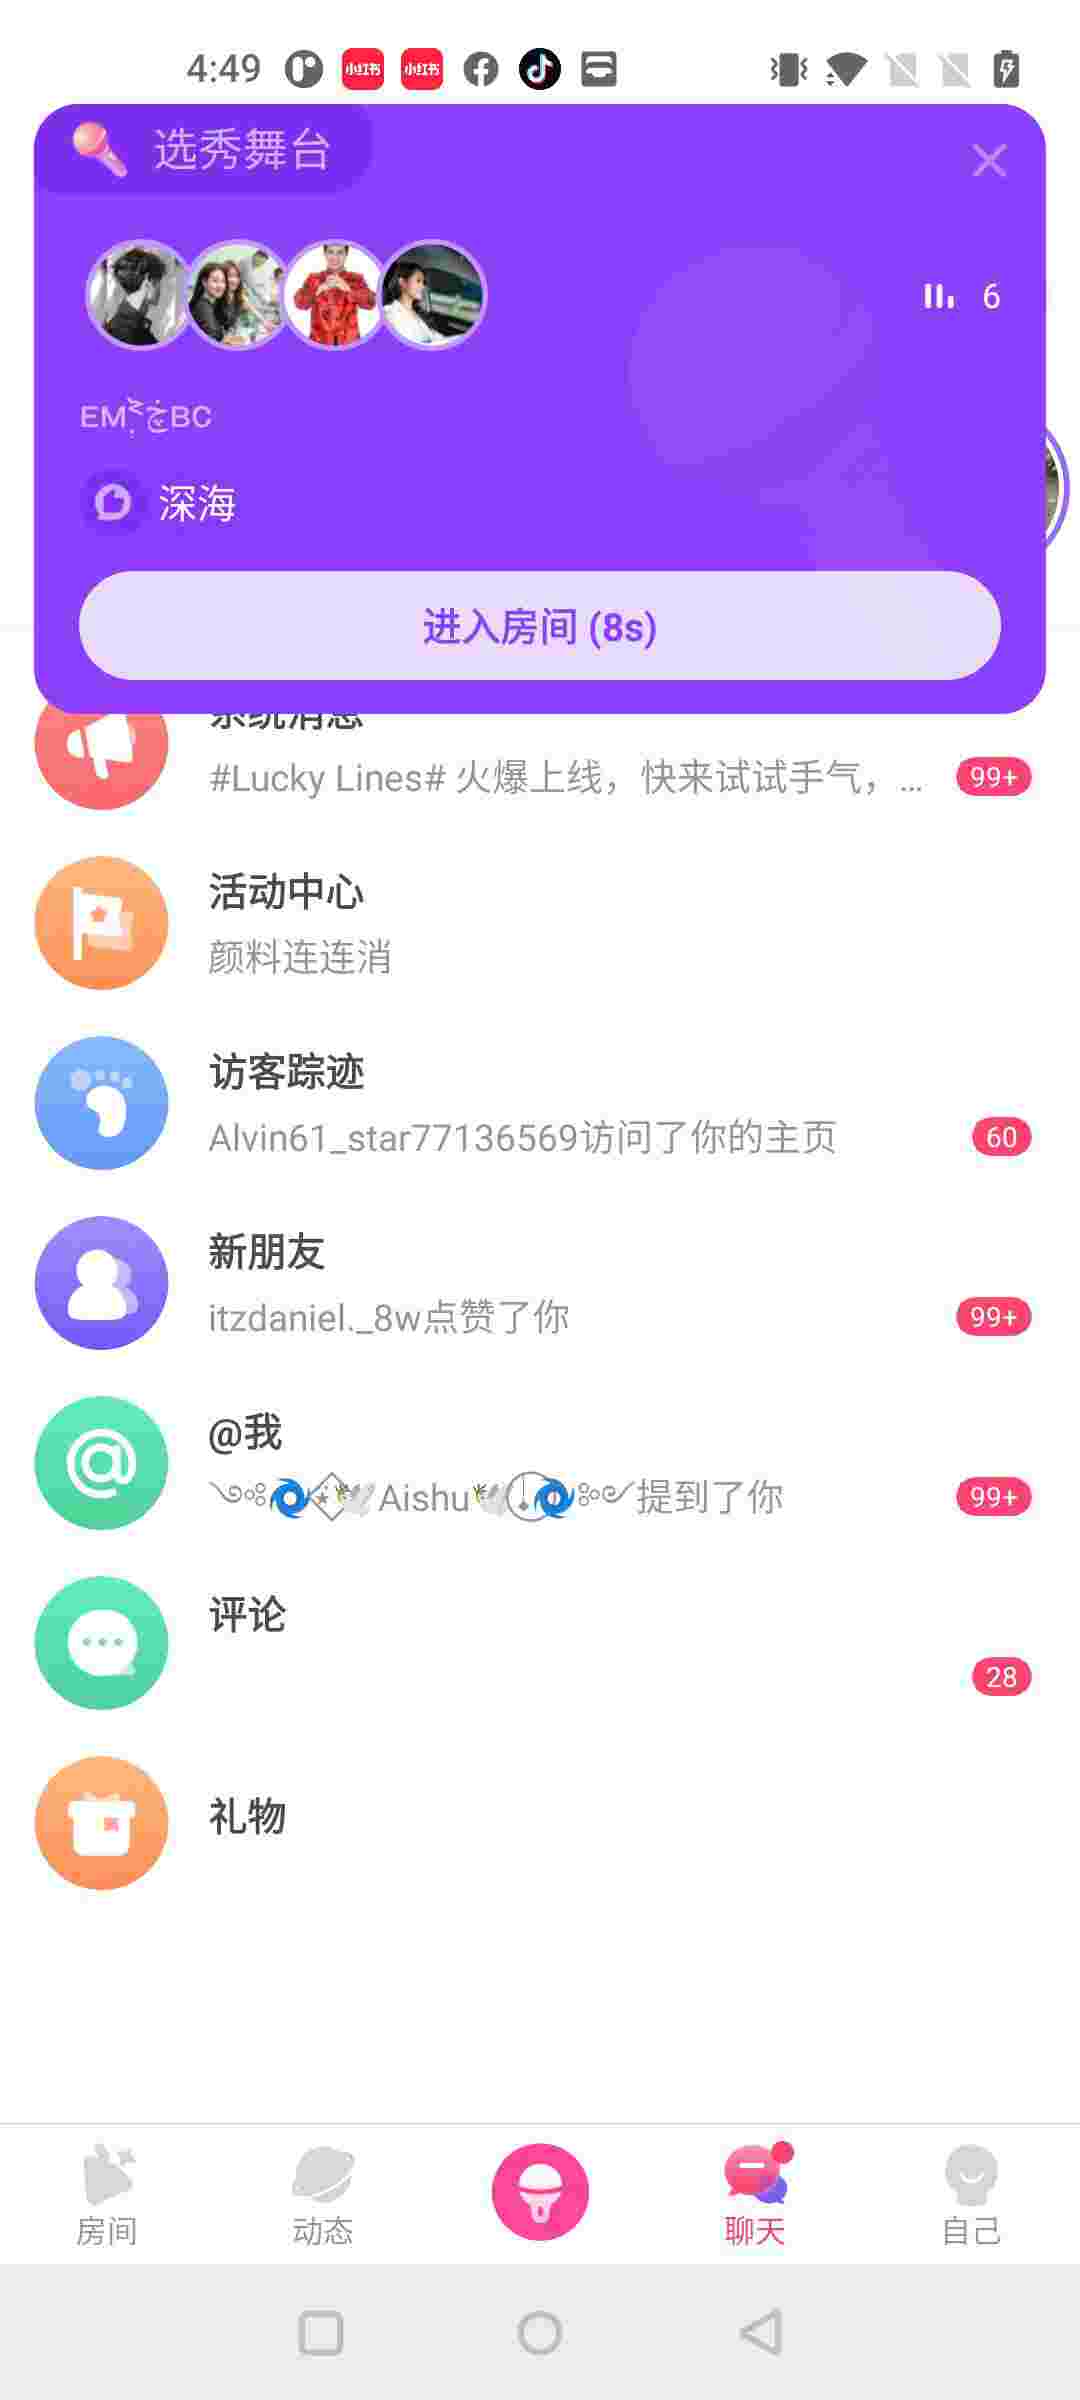 4:49
小红书
小红书
选秀舞台
6
深海
进入房间 (8s)
系统消息
#Lucky Lines# 火爆上线，快来试试手气，...
99+
活动中心
颜料连连消
访客踪迹
Alvin61_star77136569访问了你的主页
60
新朋友
itzdaniel._8w点赞了你
99+
@我
Aishu
提到了你
99+
评论
28
礼物
房间
动态
聊天
自己